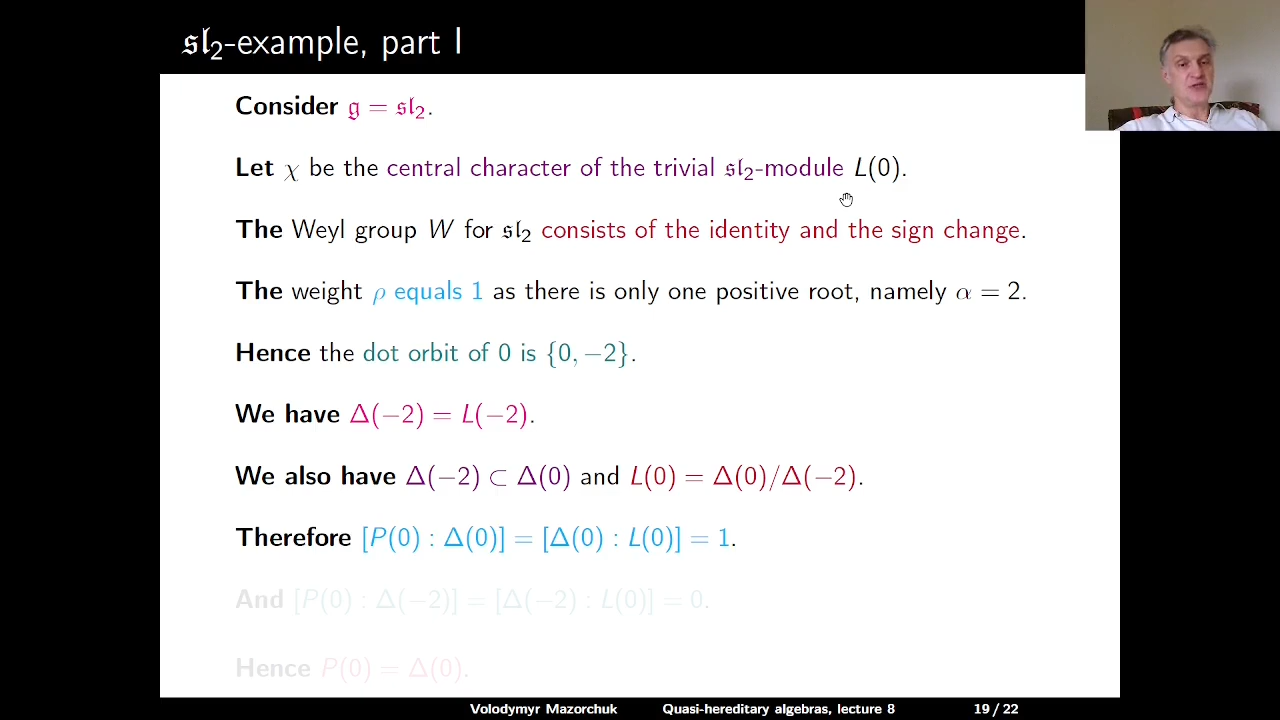 𝔰𝔩₂-example, part I
Consider 𝔤 = 𝔰𝔩₂.
Let χ be the central character of the trivial 𝔰𝔩₂-module L(0).
The Weyl group W for 𝔰𝔩₂ consists of the identity and the sign change.
The weight ρ equals 1 as there is only one positive root, namely α = 2.
Hence the dot orbit of 0 is {0, −2}.
We have Δ(−2) = L(−2).
We also have Δ(−2) ⊂ Δ(0) and L(0) = Δ(0)/Δ(−2).
Therefore [P(0) : Δ(0)] = [Δ(0) : L(0)] = 1.
And [P(0) : Δ(−2)] = [Δ(−2) : L(0)] = 0.
Hence P(0) = Δ(0).
Volodymyr Mazorchuk Quasi-hereditary algebras, lecture 8 19 / 22